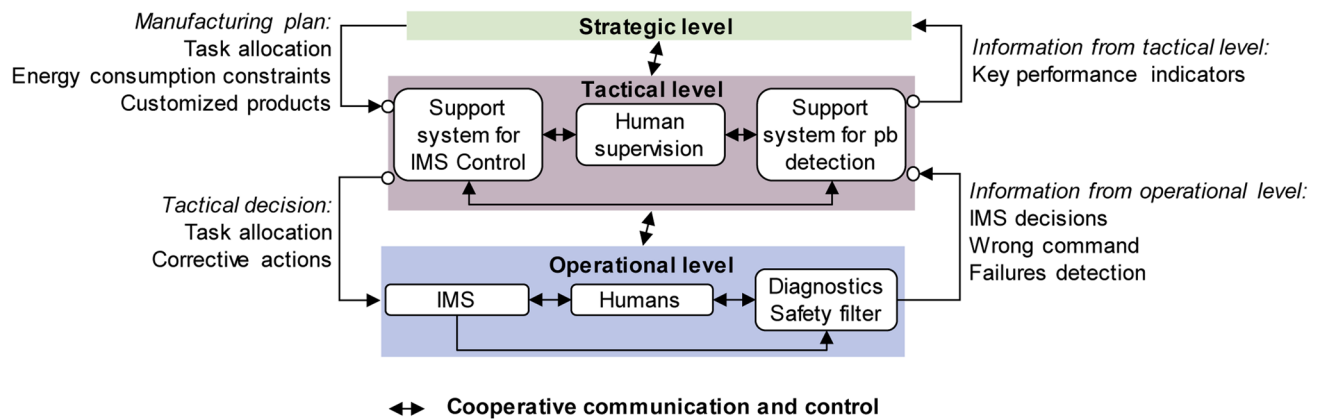 Manufacturing plan:
Task allocation
Energy consumption constraints
Customized products
Strategic level
Information from tactical level:
Key performance indicators
Tactical level
Support
system for
IMS Control
Human
supervision
Support
system for pb
detection
Tactical decision:
Task allocation
Corrective actions
Information from operational level:
IMS decisions
Wrong command
Failures detection
Operational level
IMS
Humans
Diagnostics
Safety filter
Cooperative communication and control